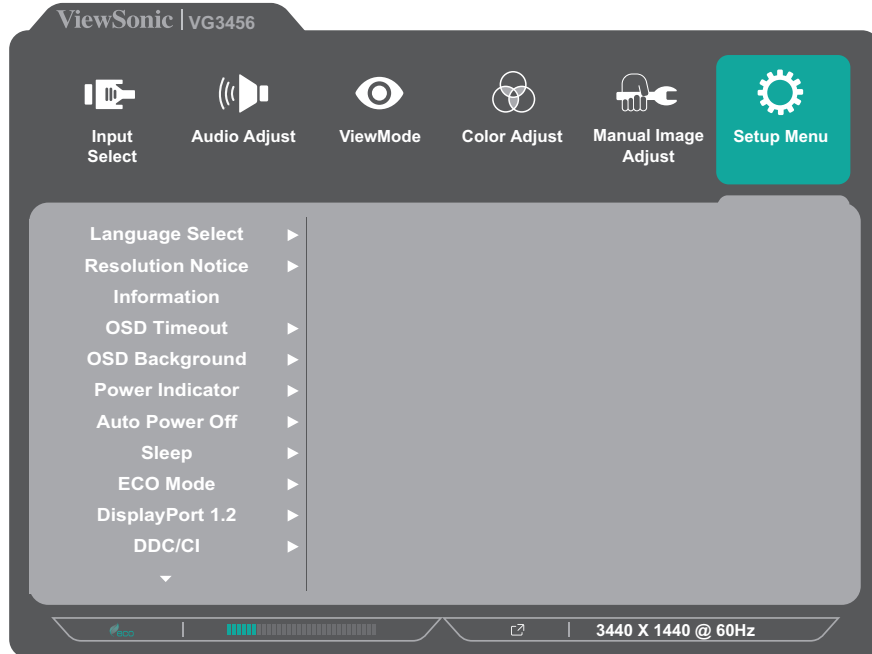 ViewSonic | VG3456
Input
Select
Audio Adjust
ViewMode
Color Adjust
Manual Image
Adjust
Setup Menu
Language Select
Resolution Notice
Information
OSD Timeout
OSD Background
Power Indicator
Auto Power Off
Sleep
ECO Mode
DisplayPort 1.2
DDC/CI
eco
3440 X 1440 @ 60Hz